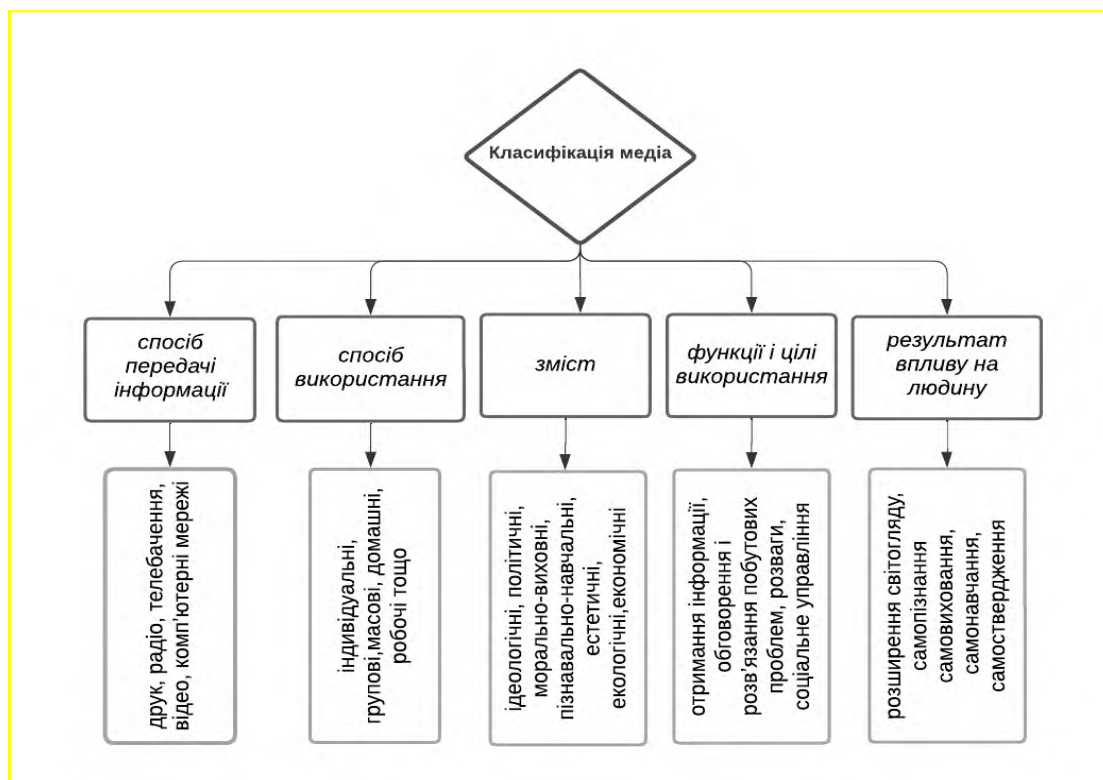 Класифікація медіа
спосіб
передачі
інформації
спосіб
використання
зміст
функції і цілі
використання
результат
впливу на
людину
друк, радіо, телебачення,
відео, комп'ютерні мережі
індивідуальні,
групові,масові, домашні,
робочі тощо
ідеологічні, політичні,
морально-виховні,
пізнавально-навчальні,
естетичні,
екологічні,економічні
отримання інформації,
обговорення і
розв’язання побутових
проблем, розваги,
соціальне управління
розширення світогляду,
самопізнання
самовиховання,
самонавчання,
самоствердження